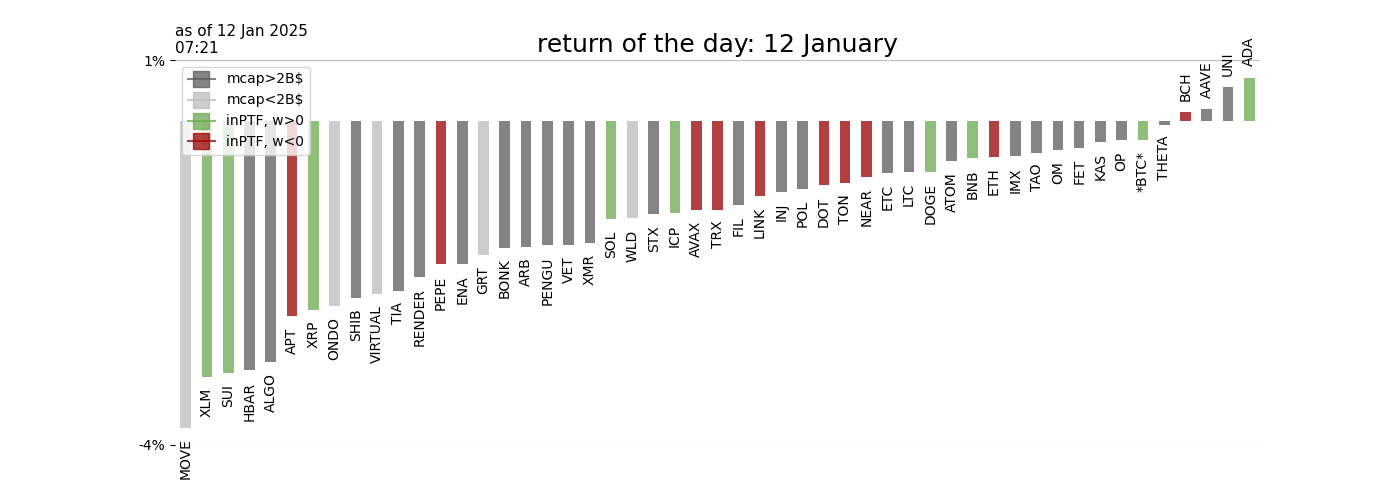 as of 12 Jan 2025
07:21
return of the day: 12 January
1%
mcap>2B$
mcap<2B$
inPTF, w>0
inPTF, w<0
-4%
MOVE
XLM
SUI
HBAR
ALGO
APT
XRP
ONDO
SHIB
VIRTUAL
TIA
RENDER
PEPE
ENA
GRT
BONK
ARB
PENGU
VET
XMR
SOL
WLD
STX
ICP
AVAX
TRX
FIL
LINK
INJ
POL
DOT
TON
NEAR
ETC
LTC
DOGE
ATOM
BNB
ETH
IMX
TAO
OM
FET
KAS
OP
*BTC*
THETA
BCH
AAVE
UNI
ADA